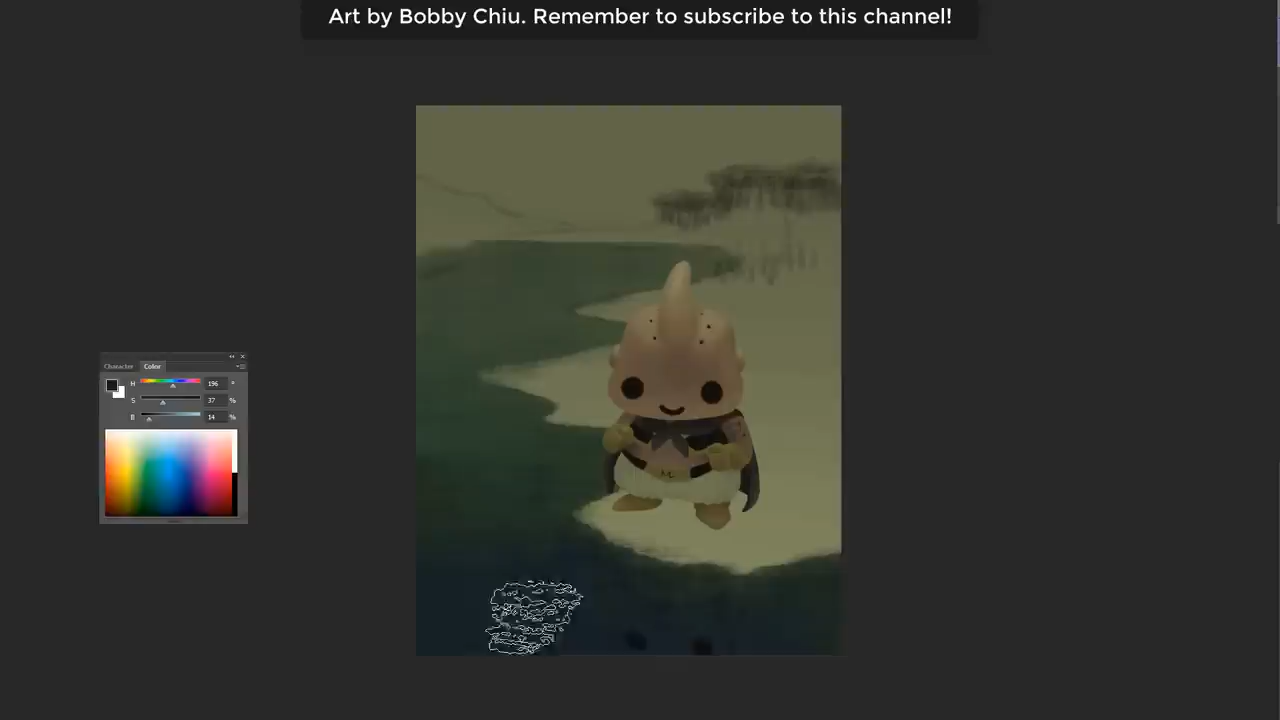 Art by Bobby Chiu. Remember to subscribe to this channel!
Character Color
H 196 °
S 37 %
B 14 %